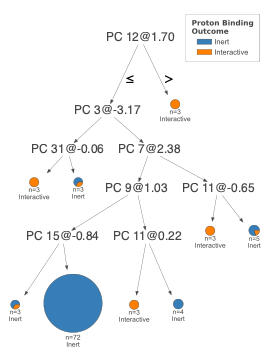 Proton Binding
Outcome
Inert
Interactive
PC 12@1.70
≤ >
n=3
Interactive
PC 3@-3.17
PC 31@-0.06 PC 7@2.38
n=3
Interactive
n=3
Inert
PC 9@1.03 PC 11@-0.65
n=3
Interactive
n=5
Inert
PC 15@-0.84 PC 11@0.22
n=3
Inert
n=72
Inert
n=3
Interactive
n=4
Inert